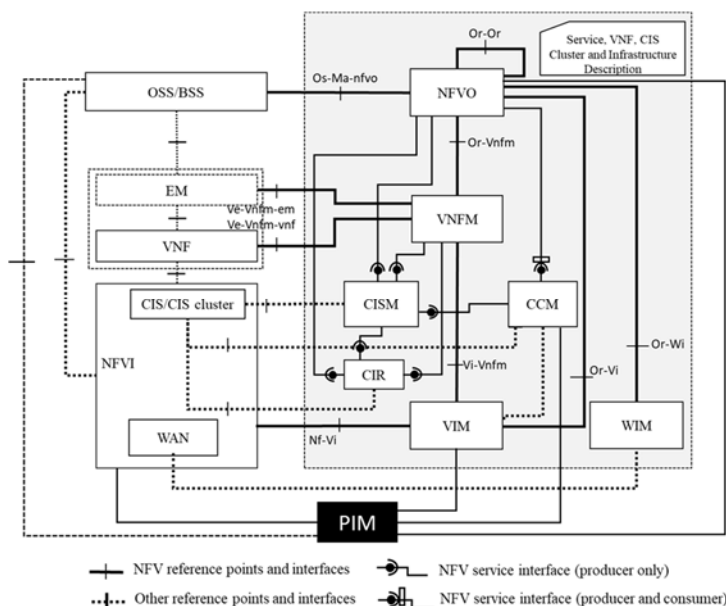 Or-Or
Service, VNF, CIS
Cluster and Infrastructure
Description
Os-Ma-nfvo
OSS/BSS
NFVO
Or-Vnfm
EM
Ve-Vnfm-em
Ve-Vnfm-vnf
VNFM
VNF
CIS/CIS cluster
CISM
CCM
NFVI
Or-Wi
CIR
Vi-Vnfm
Or-Vi
WAN
Nf-Vi
VIM
WIM
PIM
NFV reference points and interfaces
NFV service interface (producer only)
Other reference points and interfaces
NFV service interface (producer and consumer)